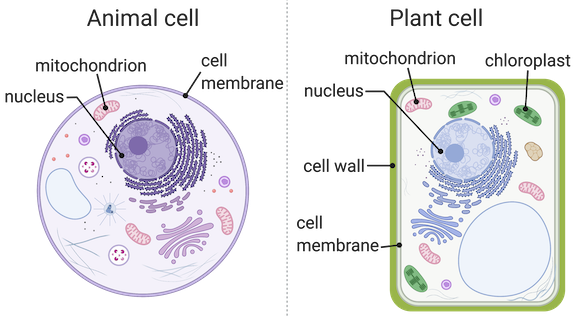 Animal cell
mitochondrion
cell
membrane
nucleus
Plant cell
mitochondrion
chloroplast
nucleus
cell wall
cell
membrane